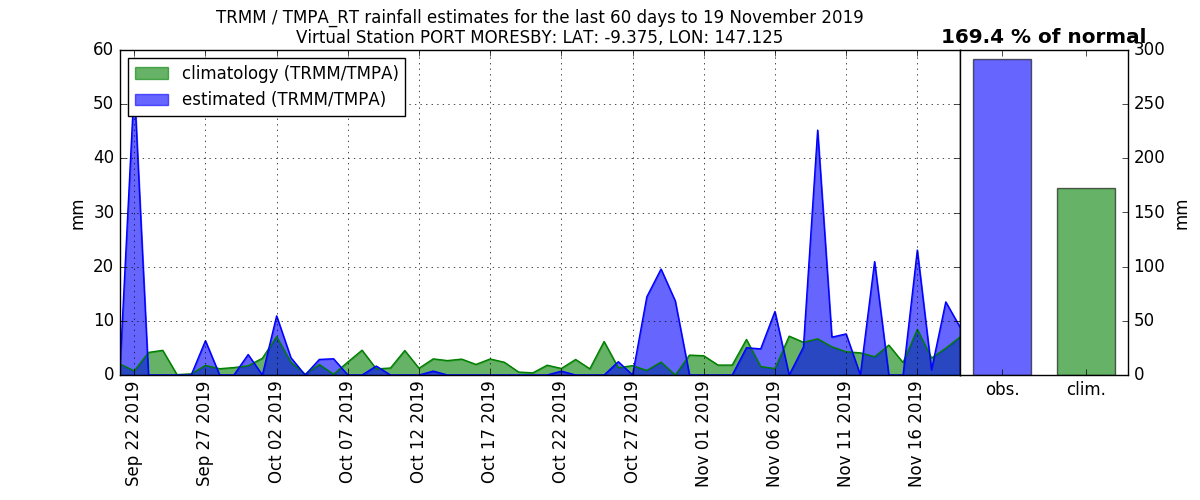 TRMM / TMPA_RT rainfall estimates for the last 60 days to 19 November 2019
Virtual Station PORT MORESBY: LAT: -9.375, LON: 147.125
169.4 % of normal
climatology (TRMM/TMPA)
estimated (TRMM/TMPA)
60
50
40
30
20
10
0
mm
300
250
200
150
100
50
0
mm
Sep 22 2019
Sep 27 2019
Oct 02 2019
Oct 07 2019
Oct 12 2019
Oct 17 2019
Oct 22 2019
Oct 27 2019
Nov 01 2019
Nov 06 2019
Nov 11 2019
Nov 16 2019
obs.
clim.